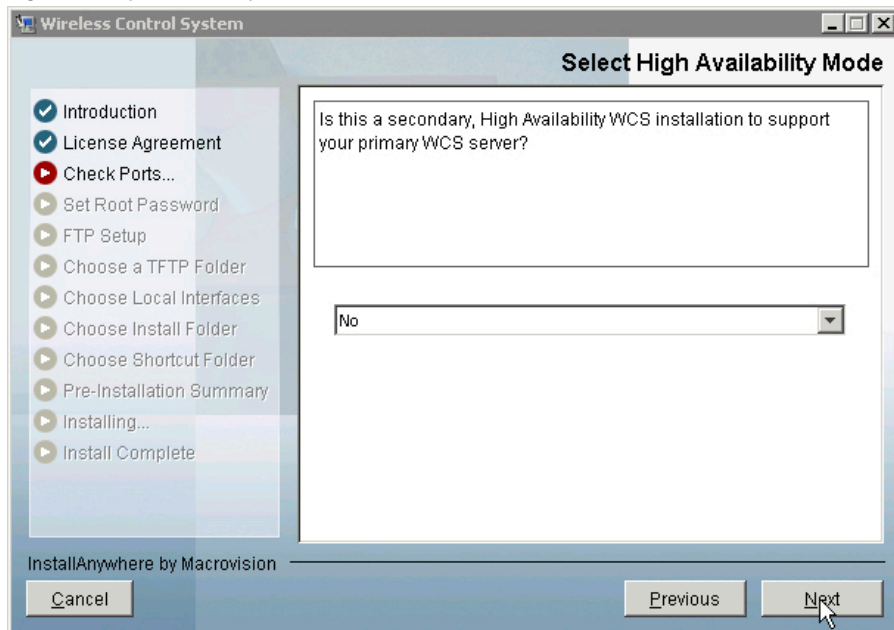 Wireless Control System
Select High Availability Mode
Introduction
License Agreement
Check Ports...
Set Root Password
FTP Setup
Choose a TFTP Folder
Choose Local Interfaces
Choose Install Folder
Choose Shortcut Folder
Pre-Installation Summary
Installing...
Install Complete
Is this a secondary, High Availability WCS installation to support
your primary WCS server?
No
InstallAnywhere by Macrovision
Cancel
Previous
Next